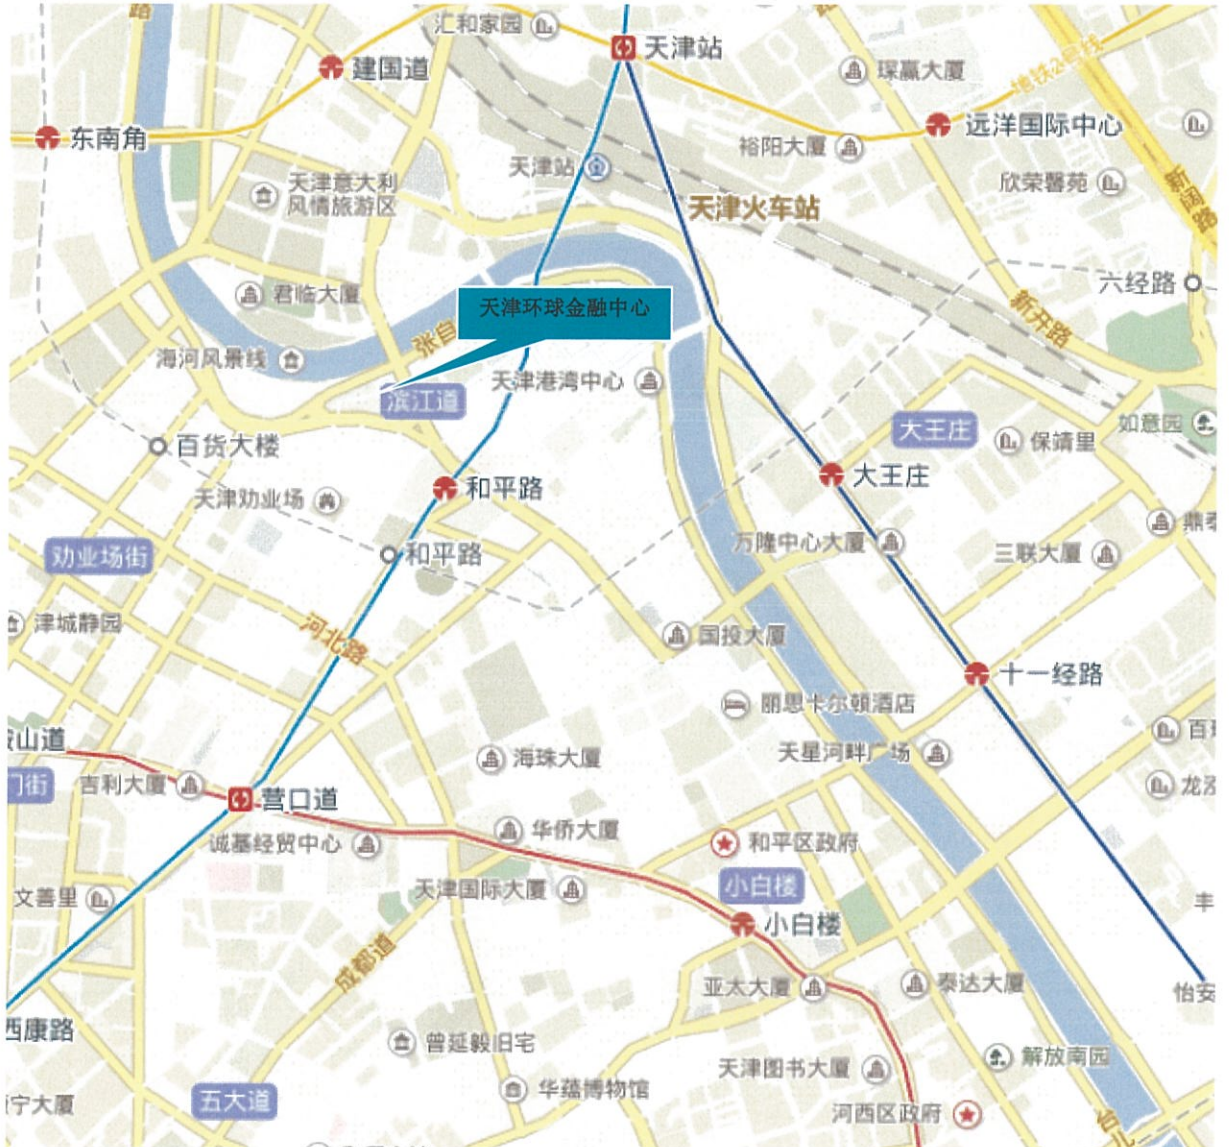 路
汇和家园
天津站
建国道
琛赢大厦
地铁2号线
东南角
远洋国际中心
裕阳大厦
天津站
天津意大利
风情旅游区
欣荣馨苑
新阔路
天津火车站
六经路
君临大厦
天津环球金融中心
新开路
张自
海河风景线
天津港湾中心
滨江道
如意园
大王庄
保靖里
百货大楼
大王庄
和平路
天津劝业场
鼎泰
万隆中心大厦
三联大厦
和平路
劝业场街
津城静园
河北路
国投大厦
十一经路
丽思卡尔顿酒店
山道
天星河畔广场
海珠大厦
门街
吉利大厦
龙泓
营口道
华侨大厦
诚基经贸中心
和平区政府
天津国际大厦
小白楼
文善里
丰
小白楼
成都道
亚太大厦
泰达大厦
怡安
西康路
曾延毅旧宅
解放南园
天津图书大厦
华蕴博物馆
宁大厦
五大道
河西区政府
台